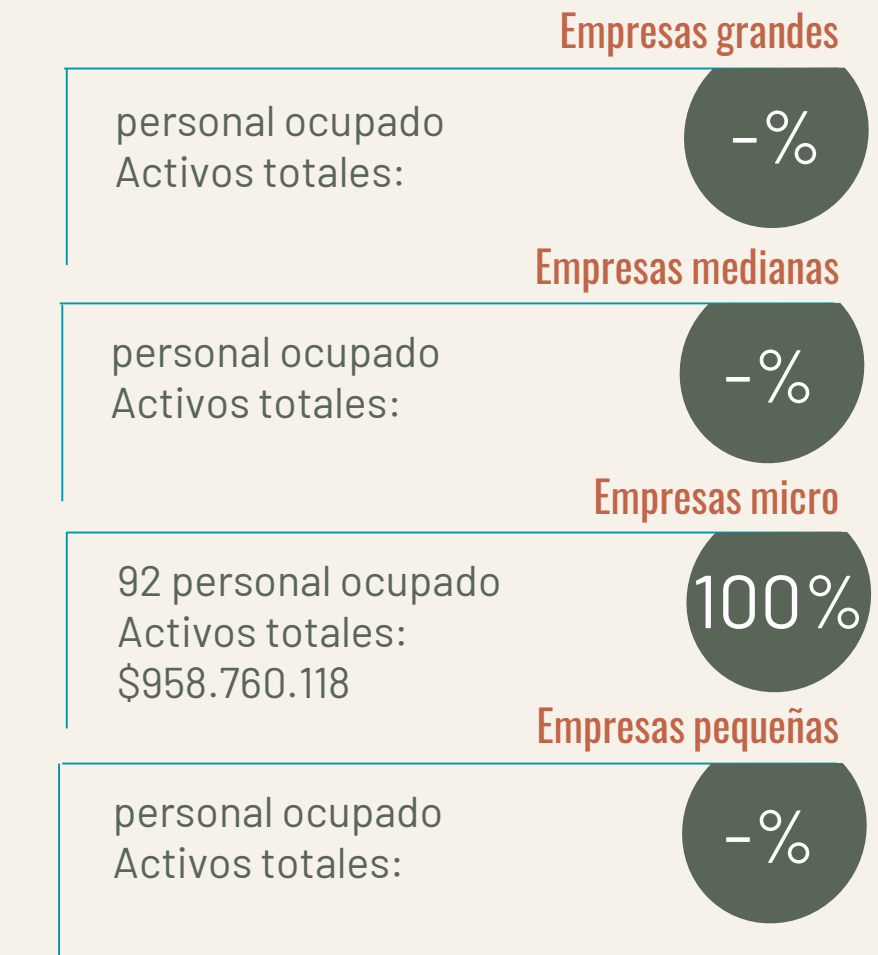 Empresas grandes
personal ocupado
Activos totales:
-%
Empresas medianas
personal ocupado
Activos totales:
-%
Empresas micro
92 personal ocupado
Activos totales:
$958.760.118
100%
Empresas pequeñas
personal ocupado
Activos totales:
-%